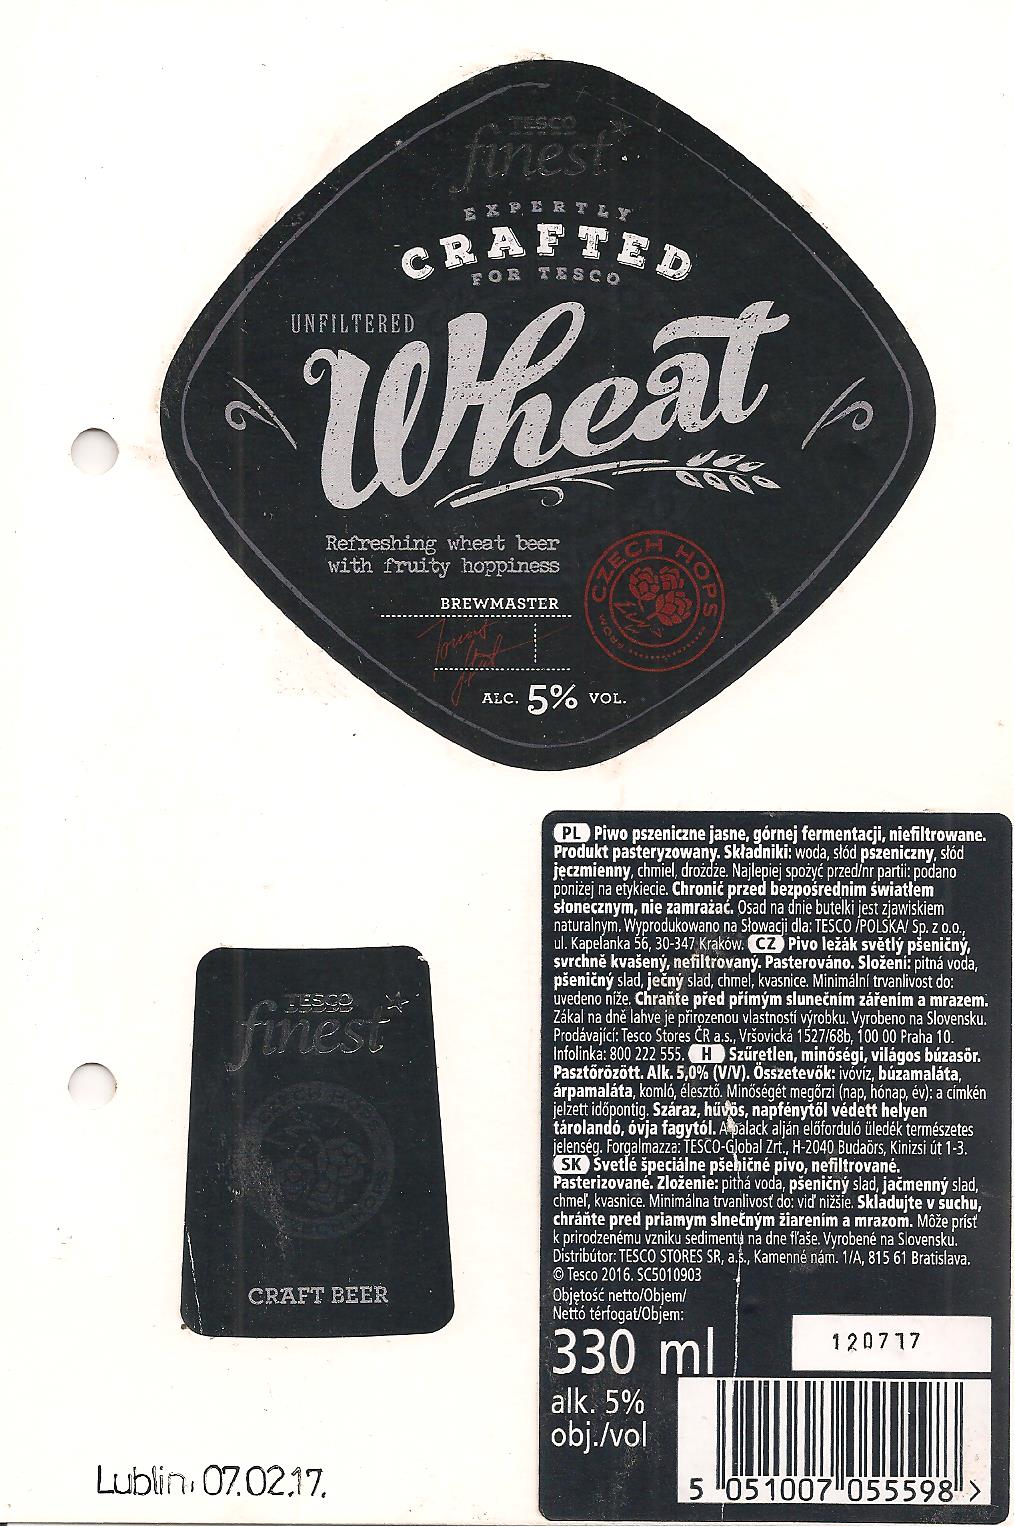 TESCO
finest*
EXPERTLY
CRAFTED
FOR TESCO
UNFILTERED
Wheat
Refreshing wheat beer
with fruity hoppiness
CZECH HOPS
BREWMASTER
ALC. 5% VOL.
TESCO
finest*
CRAFT BEER
PL Piwo pszeniczne jasne, górnej fermentacji, niefiltrowane.
Produkt pasteryzowany. Składniki: woda, słód pszeniczny, słód
jęczmienny, chmiel, drożdże. Najlepiej spożyć przed/nr partii: podano
poniżej na etykiecie. Chronić przed bezpośrednim światłem
słonecznym, nie zamrażać. Osad na dnie butelki jest zjawiskiem
naturalnym. Wyprodukowano na Słowacji dla: TESCO /POLSKA/ Sp. z o.o.,
ul. Kapelanka 56, 30-347 Kraków. CZ Pivo ležák světlý pšeničný,
svrchně kvašený, nefiltrovaný. Pasterováno. Složení: pitná voda,
pšeničný slad, ječný slad, chmel, kvasnice. Minimální trvanlivost do:
uvedeno níže. Chraňte před přímým slunečním zářením a mrazem.
Zákal na dně lahve je přirozenou vlastností výrobku. Vyrobeno na Slovensku.
Prodávající: Tesco Stores ČR a.s., Vršovická 1527/68b, 100 00 Praha 10.
Infolinka: 800 222 555. H Szűretlen, minőségi, világos búzasör.
Pasztőrözött. Alk. 5,0% (V/V). Összetevők: ivóvíz, búzamaláta,
árpamaláta, komló, élesztő. Minőségét megőrzi (nap, hónap, év): a címkén
jelzett időpontig. Száraz, hűvös, napfénytől védett helyen
tárolandó, óvja fagytól. A palack alján előforduló üledék természetes
jelenség. Forgalmazza: TESCO-Global Zrt., H-2040 Budaörs, Kinizsi út 1-3.
SK Svetlé špeciálne pšeničné pivo, nefiltrované.
Pasterizované. Zloženie: pitná voda, pšeničný slad, jačmenný slad,
chmeľ, kvasnice. Minimálna trvanlivosť do: viď nižšie. Skladujte v suchu,
chráňte pred priamym slnečným žiarením a mrazom. Môže prísť
k prirodzenému vzniku sedimentu na dne fľaše. Vyrobené na Slovensku.
Distribútor: TESCO STORES SR, a.s., Kamenné nám. 1/A, 815 61 Bratislava.
© Tesco 2016. SC5010903
Objętość netto/Objem/
Nettó térfogat/Objem:
330 ml
120717
alk. 5%
obj./vol
5 051007 055598 >
Lublin, 07.02.17.